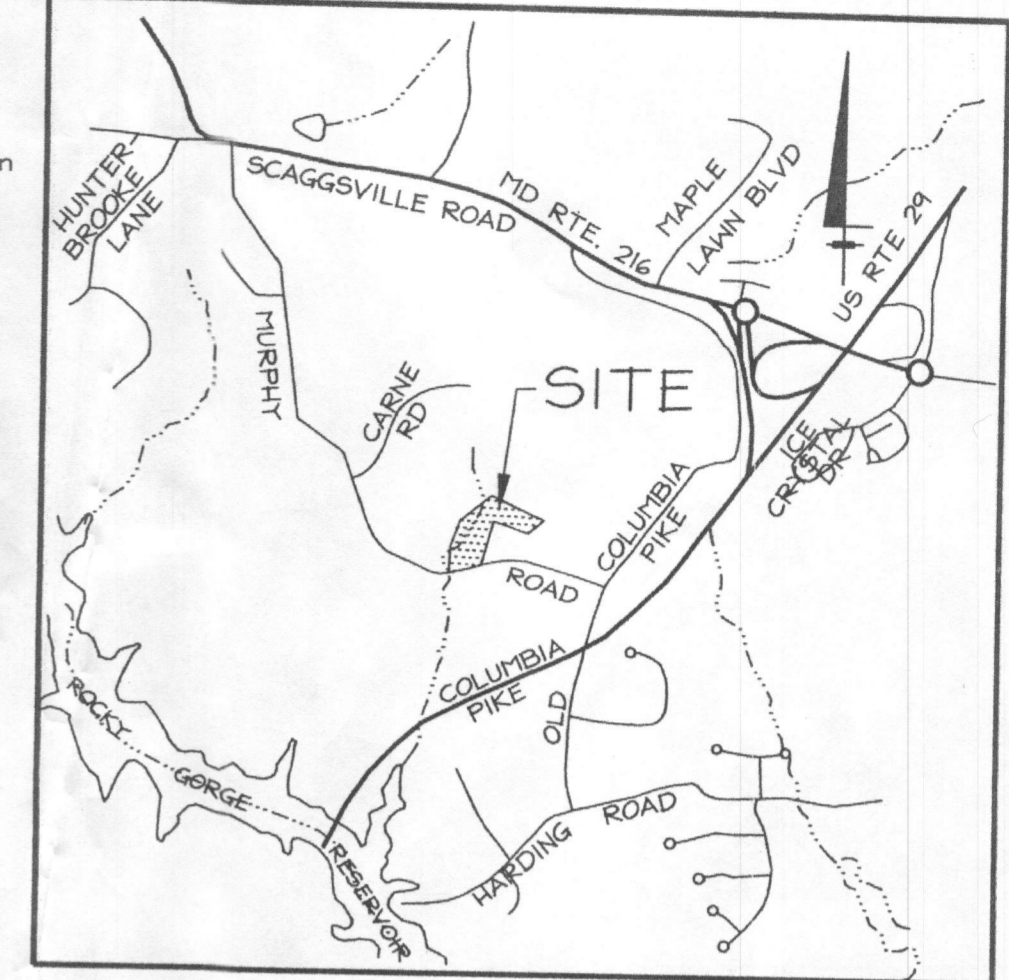 n
HUNTER
BROOKE
LANE
SCAGGSVILLE ROAD
MD RTE. 216
MAPLE
LAWN BLVD
US RTE 29
MURPHY
CARNE
RD
SITE
ICE
CRYSTAL
DR
COLUMBIA
PIKE
ROAD
COLUMBIA
PIKE
OLD
ROCKY
GORGE
RESERVOIR
HARDING ROAD